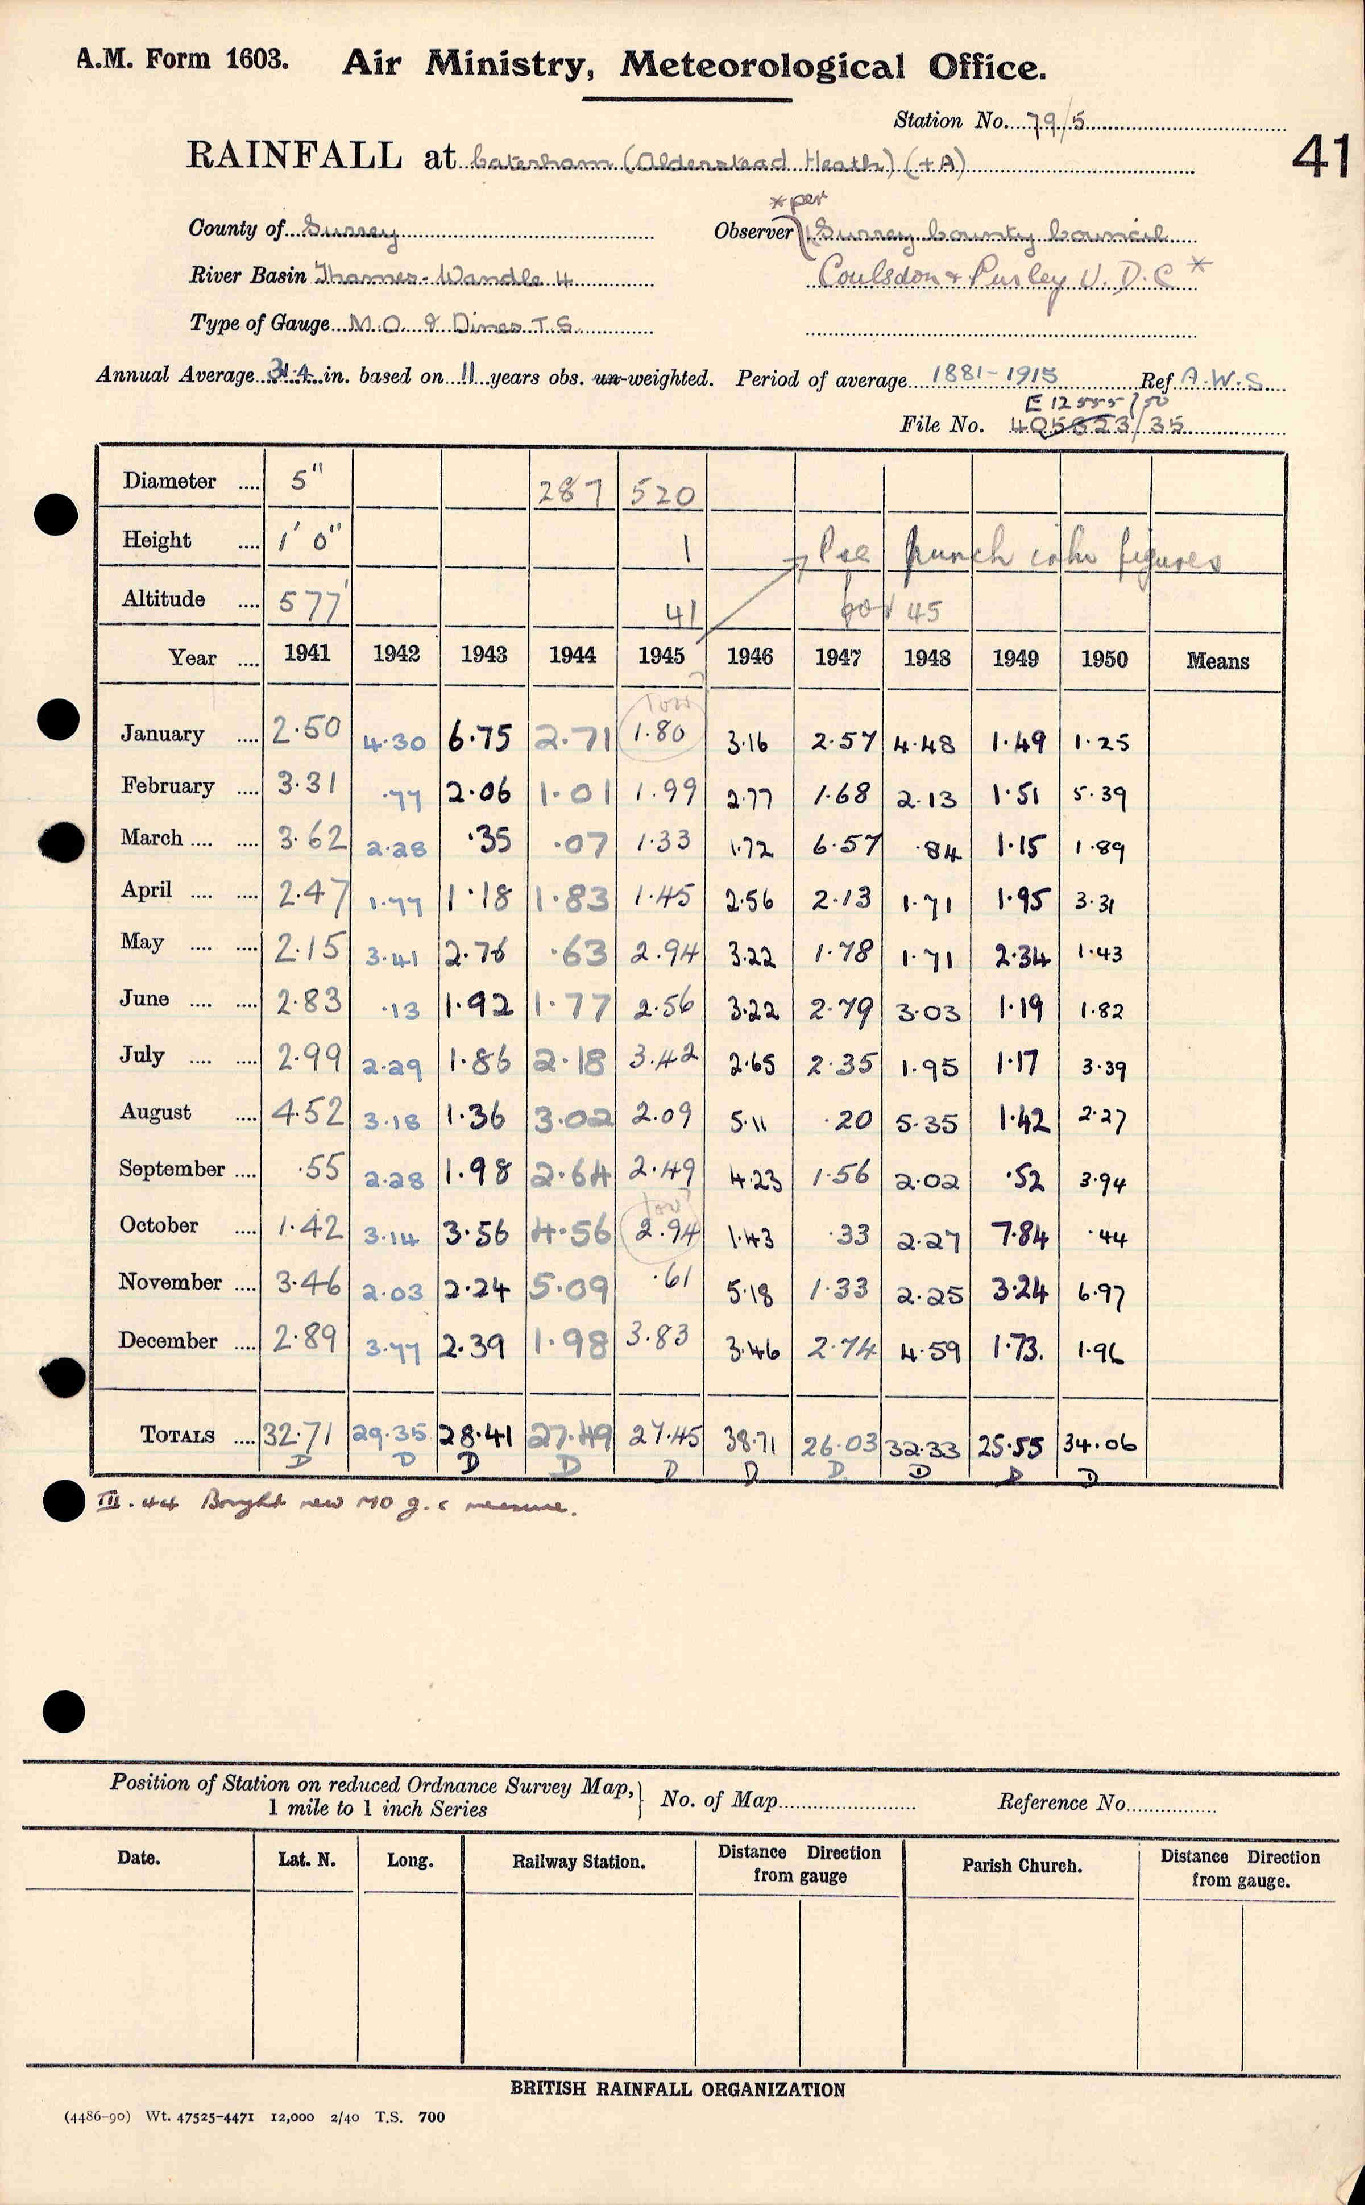 A.M. Form 1603. Air Ministry, Meteorological Office.
Station No. 79/5
41
RAINFALL at Caterham (Alderstead Heath) (+A)
*per
County of Surrey Observer Surrey County Council
River Basin Thames-Wandle 4 Coulsdon & Purley U.D.C *
Type of Gauge M.O. & Dines T.S.
Annual Average 31.4 in. based on 11 years obs. un-weighted. Period of average 1881-1915 Ref A.W.S.
E 12555/50
File No. 405623/35
Diameter .... 5" 287 520
Height .... 1' 0" 1 Pse punch in figures
Altitude .... 577' 41 for 45
Year .... 1941 1942 1943 1944 1945 1946 1947 1948 1949 1950 Means
low?
January .... 2.50 4.30 6.75 2.71 1.80 3.16 2.57 4.48 1.49 1.25
February .... 3.31 .77 2.06 1.01 1.99 2.77 1.68 2.13 1.51 5.39
March .... .... 3.62 2.28 .35 .07 1.33 1.72 6.57 .84 1.15 1.89
April .... .... 2.47 1.77 1.18 1.83 1.45 2.56 2.13 1.71 1.95 3.31
May .... .... 2.15 3.41 2.76 .63 2.94 3.22 1.78 1.71 2.34 1.43
June .... .... 2.83 .13 1.92 1.77 2.56 3.22 2.79 3.03 1.19 1.82
July .... .... 2.99 2.29 1.86 2.18 3.42 2.65 2.35 1.95 1.17 3.39
August .... 4.52 3.18 1.36 3.02 2.09 5.11 .20 5.35 1.42 2.27
September .... .55 2.28 1.98 2.64 2.49 4.23 1.56 2.02 .52 3.94
low?
October .... 1.42 3.14 3.56 4.56 2.94 1.43 .33 2.27 7.84 .44
November .... 3.46 2.03 2.24 5.09 .61 5.18 1.33 2.25 3.24 6.97
December .... 2.89 3.77 2.39 1.98 3.83 3.46 2.74 4.59 1.73. 1.96
TOTALS .... 32.71 29.35 28.41 27.49 27.45 38.71 26.03 32.33 25.55 34.06
D D D D D D D D D D
III.44 Bought new MO g. & measure.
Position of Station on reduced Ordnance Survey Map, } No. of Map........................ Reference No.................
1 mile to 1 inch Series
Date. Lat. N. Long. Railway Station. Distance Direction from gauge Parish Church. Distance Direction from gauge.
BRITISH RAINFALL ORGANIZATION
(4486-90) Wt. 47525-4471 12,000 2/40 T.S. 700